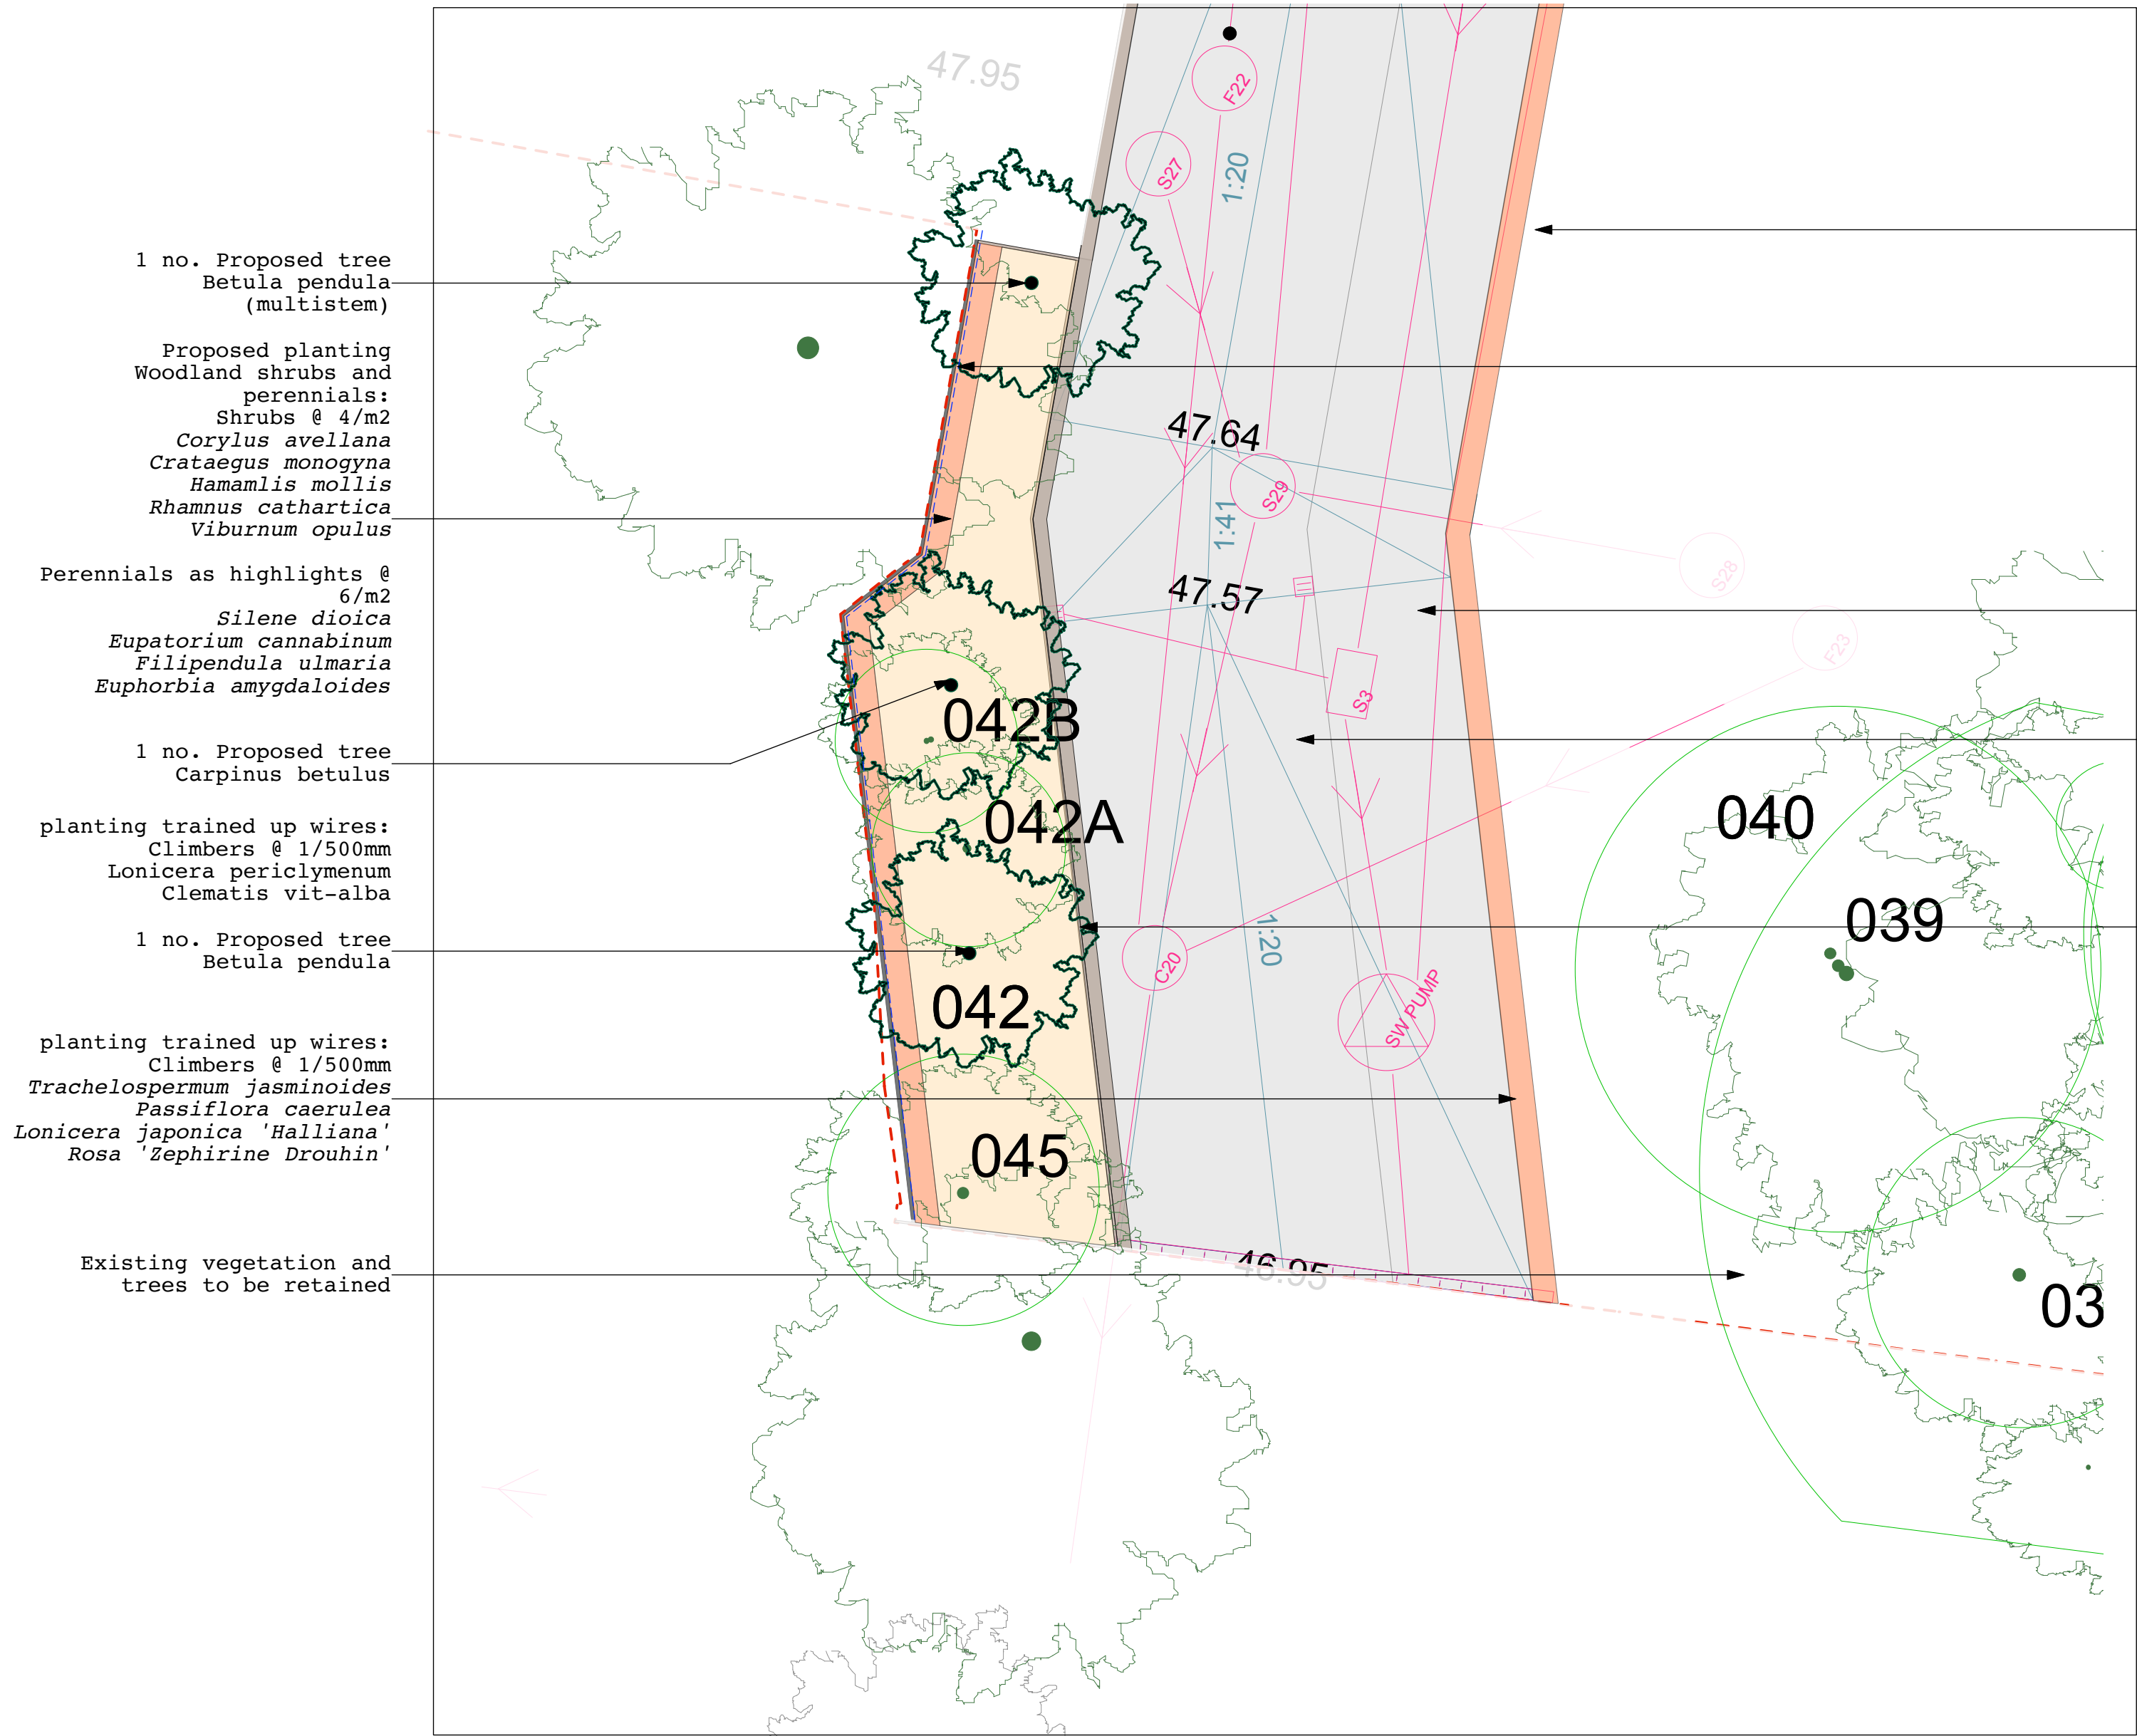 1 no. Proposed tree
Betula pendula
(multistem)
Proposed planting
Woodland shrubs and
perennials:
Shrubs @ 4/m2
Corylus avellana
Crataegus monogyna
Hamamlis mollis
Rhamnus cathartica
Viburnum opulus
Perennials as highlights @
6/m2
Silene dioica
Eupatorium cannabinum
Filipendula ulmaria
Euphorbia amygdaloides
1 no. Proposed tree
Carpinus betulus
planting trained up wires:
Climbers @ 1/500mm
Lonicera periclymenum
Clematis vit-alba
1 no. Proposed tree
Betula pendula
planting trained up wires:
Climbers @ 1/500mm
Trachelospermum jasminoides
Passiflora caerulea
Lonicera japonica 'Halliana'
Rosa 'Zephirine Drouhin'
Existing vegetation and
trees to be retained
47.95
F22
S27
1:20
47.64
S29
1:41
S28
47.57
F23
S3
042B
042A
040
039
1:20
C20
042
SW PUMP
045
46.95
46.95
03